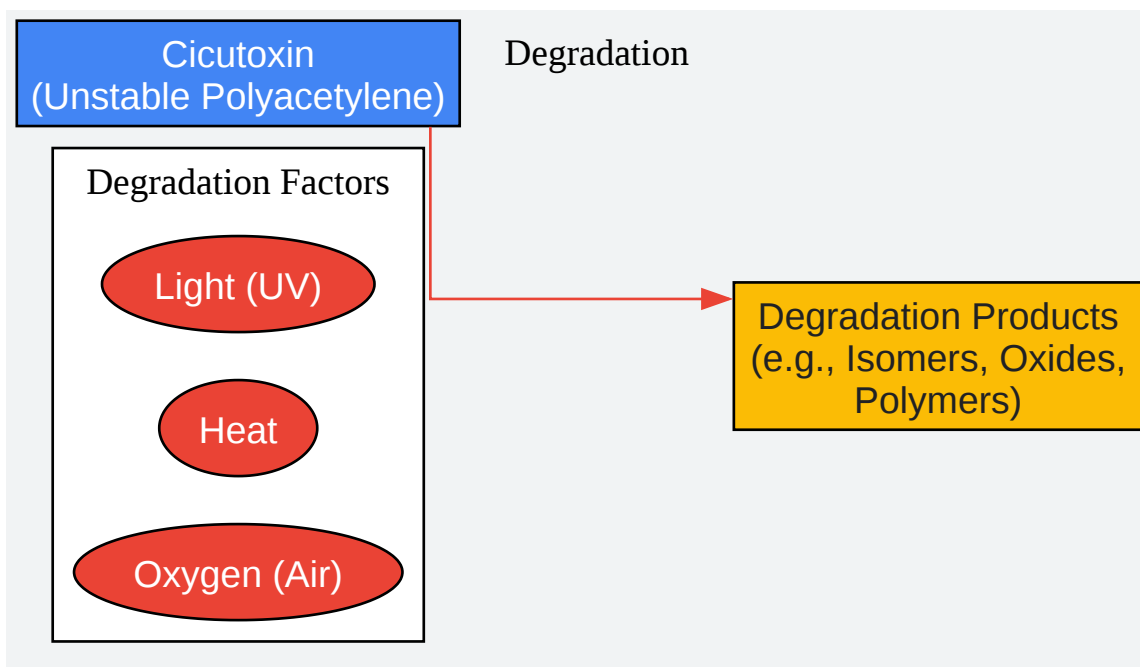 Cicutoxin
(Unstable Polyacetylene)
Degradation
Degradation Factors
Light (UV)
Heat
Oxygen (Air)
Degradation Products
(e.g., Isomers, Oxides,
Polymers)